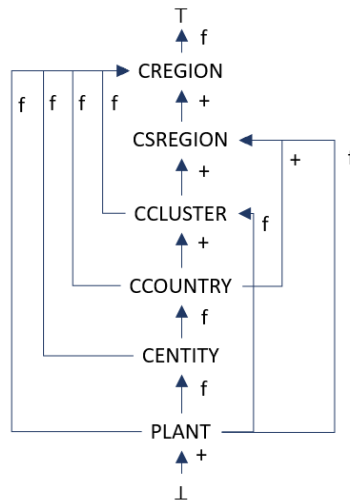 ⊤
f
CREGION
f f f f
+
CSREGION
+ + f
CCLUSTER
f
+
CCOUNTRY
f
CENTITY
f
PLANT
+
⊥